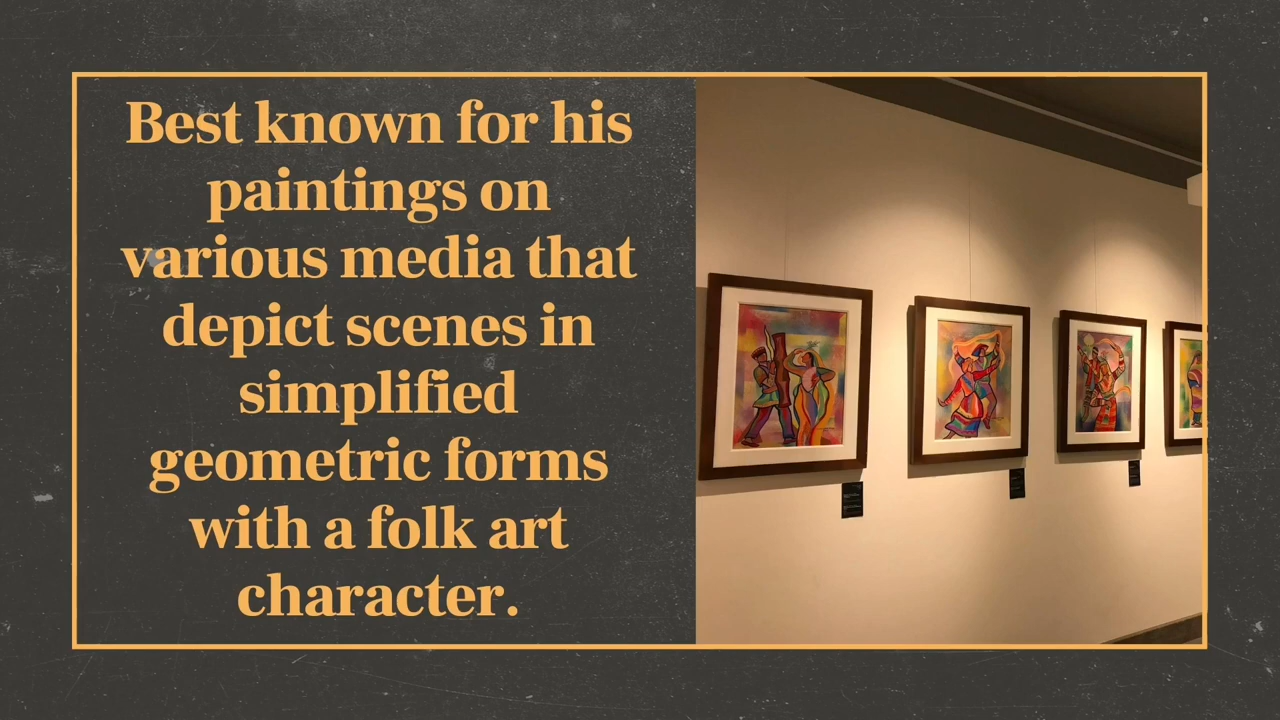 Best known for his
paintings on
various media that
depict scenes in
simplified
geometric forms
with a folk art
character.